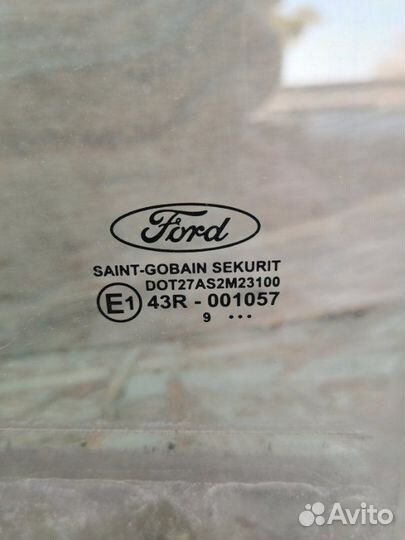 Ford
SAINT-GOBAIN SEKURIT
DOT27AS2M23100
E1 43R - 001057
9 •••
Avito